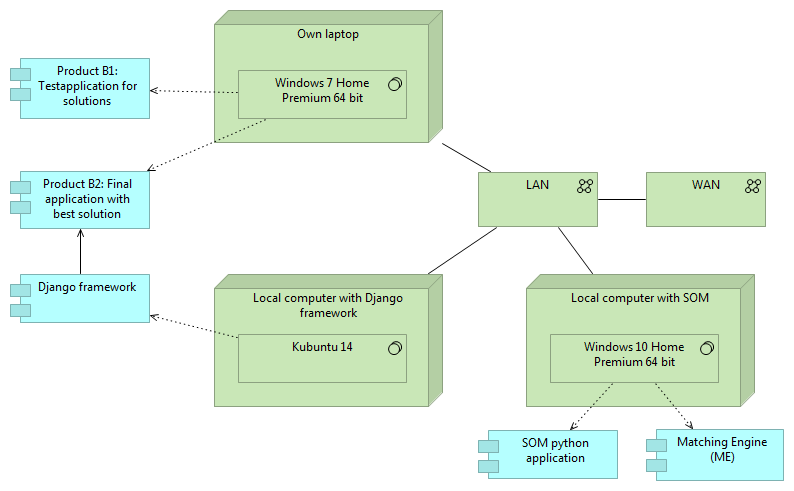 Own laptop
Product B1:
Testapplication for
solutions
Windows 7 Home
Premium 64 bit
Product B2: Final
application with
best solution
LAN
WAN
Django framework
Local computer with Django
framework
Kubuntu 14
Local computer with SOM
Windows 10 Home
Premium 64 bit
SOM python
application
Matching Engine
(ME)